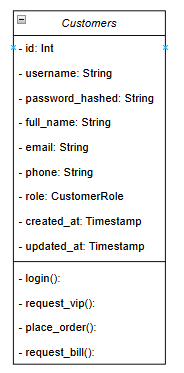 Customers
- id: Int
- username: String
- password_hashed: String
- full_name: String
- email: String
- phone: String
- role: CustomerRole
- created_at: Timestamp
- updated_at: Timestamp
- login():
- request_vip():
- place_order():
- request_bill():